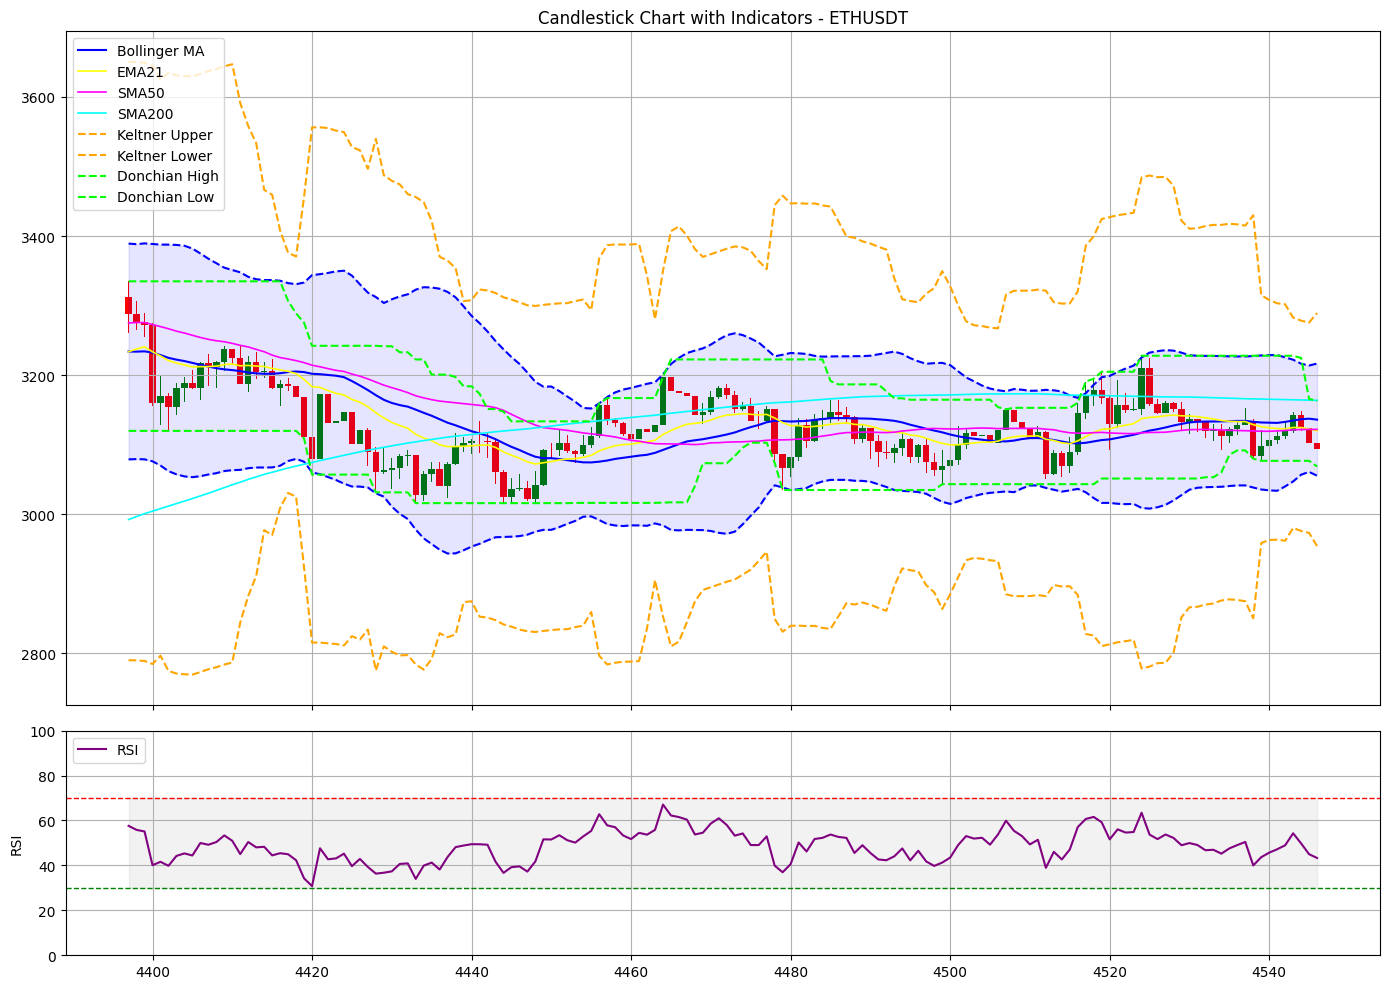 Candlestick Chart with Indicators - ETHUSDT
Bollinger MA
EMA21
SMA50
SMA200
Keltner Upper
Keltner Lower
Donchian High
Donchian Low
3600
3400
3200
3000
2800
RSI
100
80
60
40
20
0
RSI
4400
4420
4440
4460
4480
4500
4520
4540